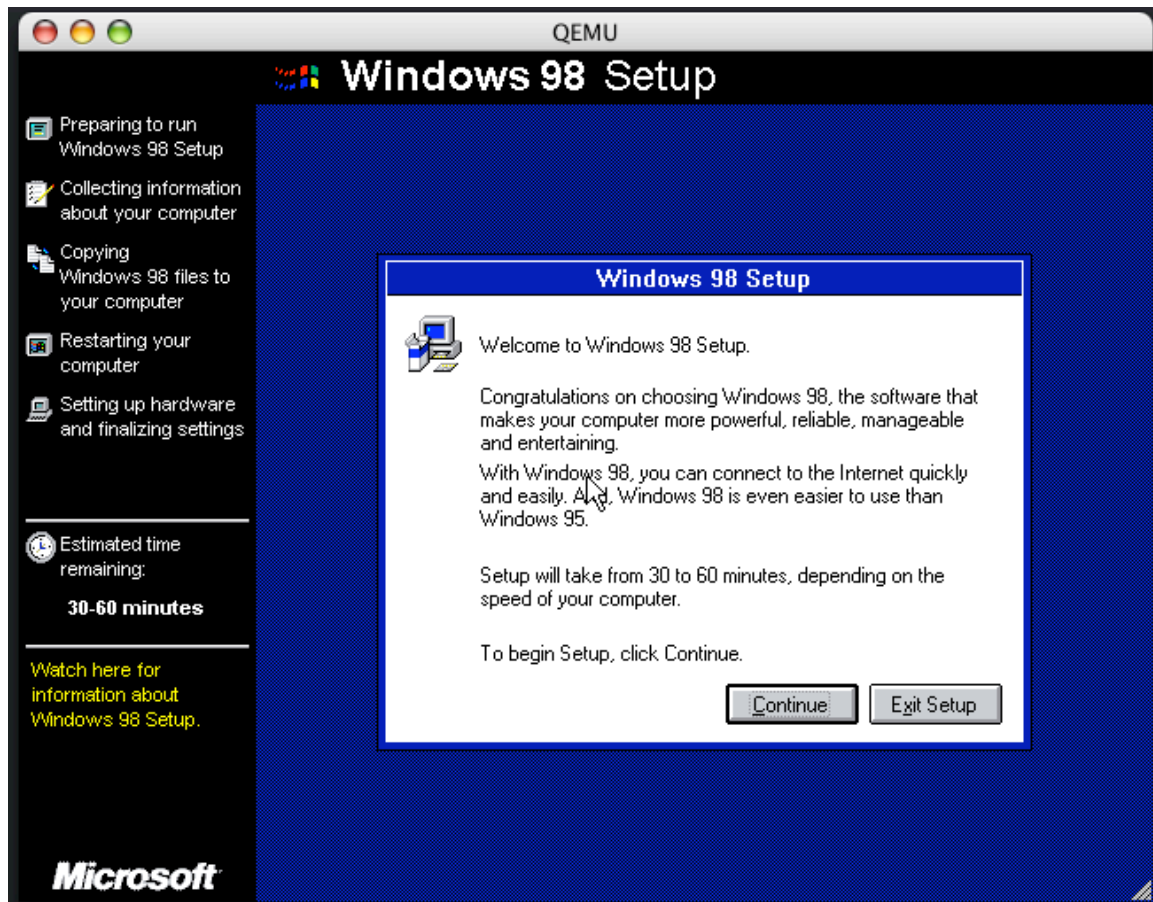 QEMU
Windows 98 Setup
Preparing to run
Windows 98 Setup
Collecting information
about your computer
Copying
Windows 98 files to
your computer
Restarting your
computer
Setting up hardware
and finalizing settings
Estimated time
remaining:
30-60 minutes
Watch here for
information about
Windows 98 Setup.
Microsoft
Windows 98 Setup
Welcome to Windows 98 Setup.
Congratulations on choosing Windows 98, the software that
makes your computer more powerful, reliable, manageable
and entertaining.
With Windows 98, you can connect to the Internet quickly
and easily. And, Windows 98 is even easier to use than
Windows 95.
Setup will take from 30 to 60 minutes, depending on the
speed of your computer.
To begin Setup, click Continue.
Continue
Exit Setup